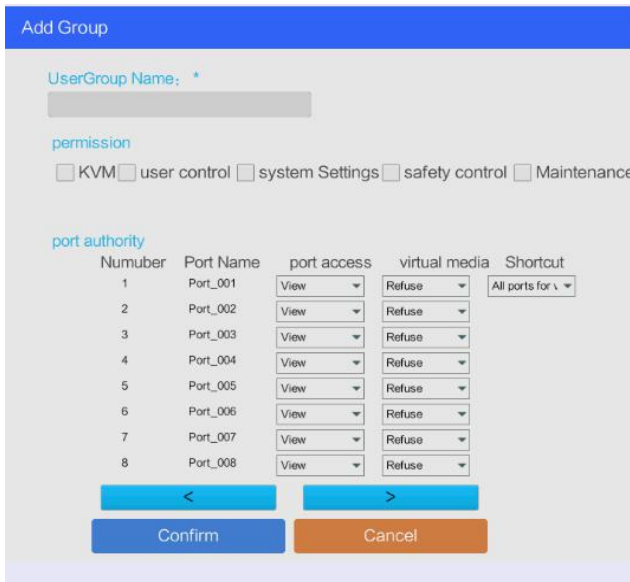 Add Group
UserGroup Name： *
permission
KVM user control system Settings safety control Maintenance
port authority
Numuber Port Name port access virtual media Shortcut
1 Port_001 View Refuse All ports for v
2 Port_002 View Refuse
3 Port_003 View Refuse
4 Port_004 View Refuse
5 Port_005 View Refuse
6 Port_006 View Refuse
7 Port_007 View Refuse
8 Port_008 View Refuse
< >
Confirm Cancel